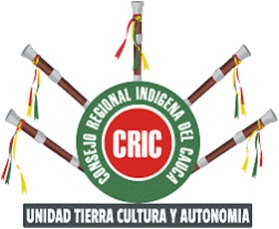 CONSEJO REGIONAL INDIGENA DEL CAUCA
CRIC
UNIDAD TIERRA CULTURA Y AUTONOMIA